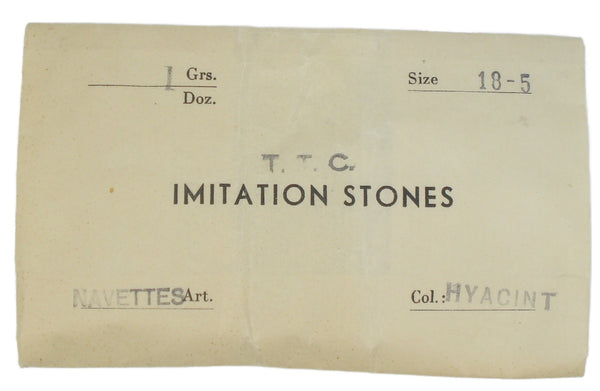 1 Grs. Size 18-5
Doz.
T. T. C.
IMITATION STONES
NAVETTES Art. Col.: HYACINT